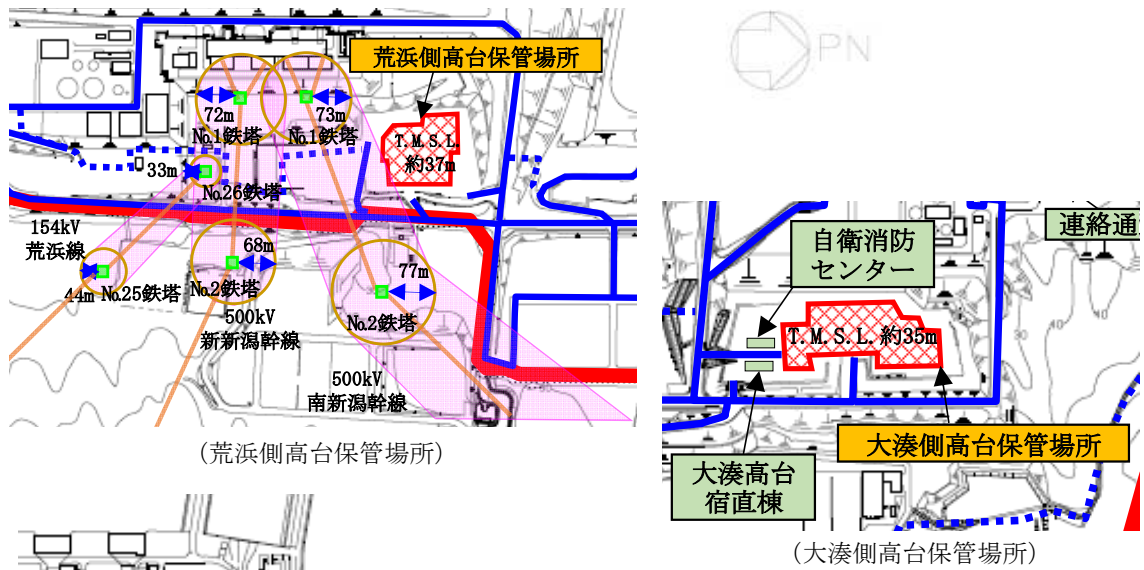 PN
荒浜側高台保管場所
72m
73m
No.1鉄塔
No.1鉄塔
T.M.S.L.
約37m
33m
No.26鉄塔
154kV
荒浜線
68m
77m
44m
No.25鉄塔
No.2鉄塔
500kV
新新潟幹線
No.2鉄塔
500kV
南新潟幹線
(荒浜側高台保管場所)
連絡通
自衛消防
センター
T.M.S.L.約35m
大湊側高台保管場所
大湊高台
宿直棟
(大湊側高台保管場所)